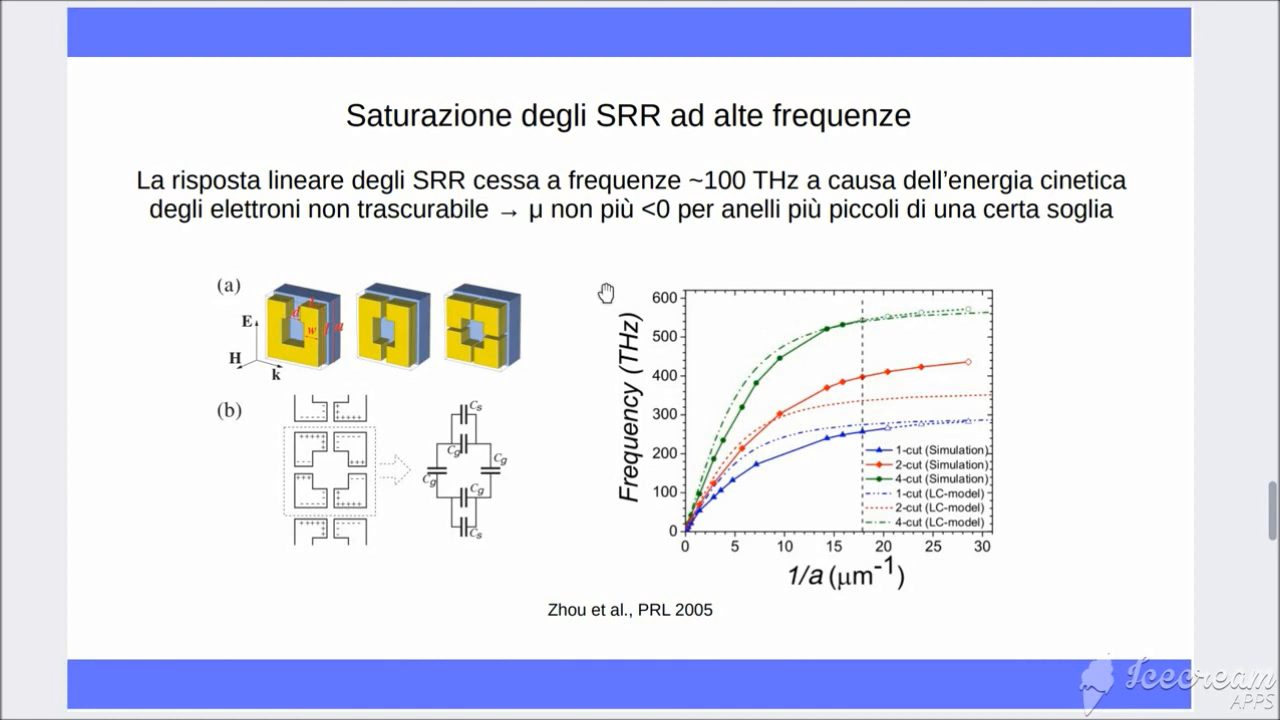 Saturazione degli SRR ad alte frequenze
La risposta lineare degli SRR cessa a frequenze ~100 THz a causa dell'energia cinetica
degli elettroni non trascurabile → μ non più <0 per anelli più piccoli di una certa soglia
(a)
E
H
k
d
w
(b)
Cs
Cg
Cg
Cg
Cg
Cs
Frequency (THz)
600
500
400
300
200
100
0
1-cut (Simulation)
2-cut (Simulation)
4-cut (Simulation)
1-cut (LC-model)
2-cut (LC-model)
4-cut (LC-model)
0 5 10 15 20 25 30
1/a (μm⁻¹)
Zhou et al., PRL 2005
Icecream
APPS